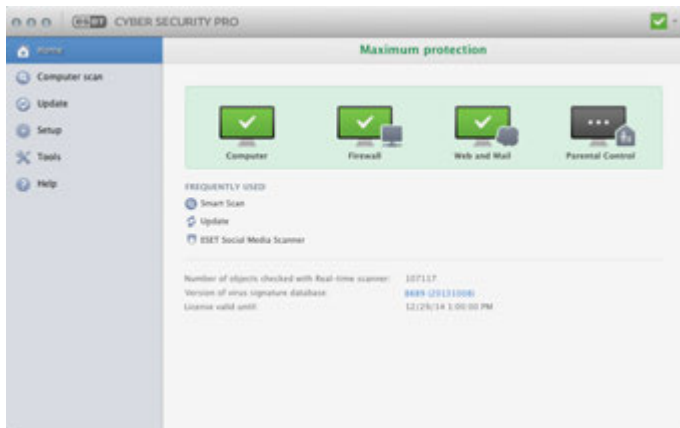 eset CYBER SECURITY PRO
Home
Computer scan
Update
Setup
Tools
Help
Maximum protection
Computer
Firewall
Web and Mail
Parental Control
FREQUENTLY USED
Smart Scan
Update
ESET Social Media Scanner
Number of objects checked with Real-time scanner: 107117
Version of virus signature database: 8889 (20131008)
License valid until: 12/29/14 1:00:00 PM